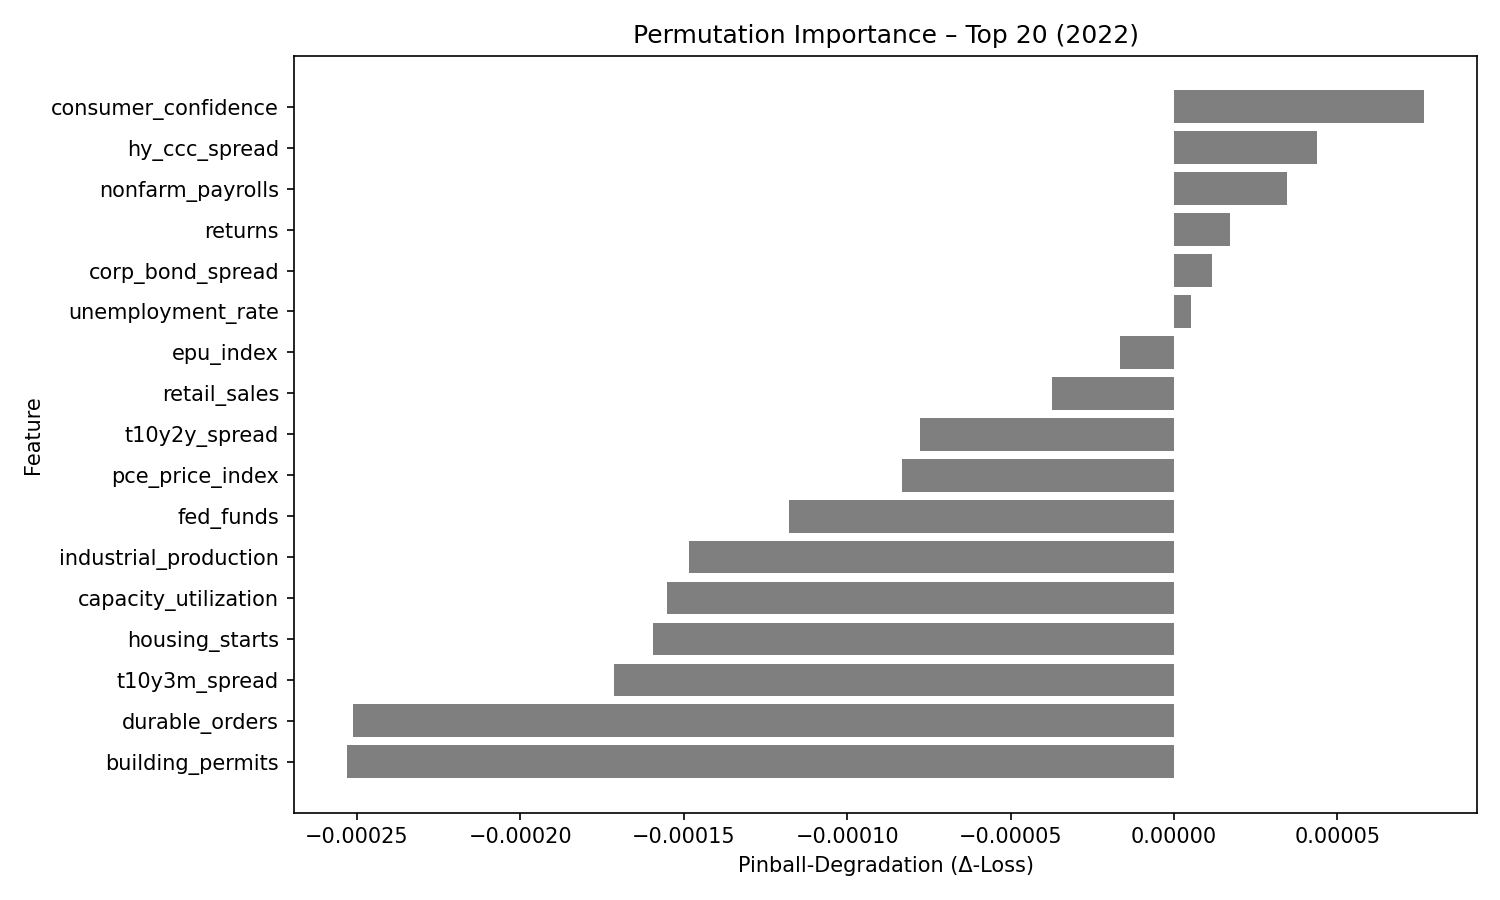 Permutation Importance – Top 20 (2022)
consumer_confidence
hy_ccc_spread
nonfarm_payrolls
returns
corp_bond_spread
unemployment_rate
epu_index
retail_sales
t10y2y_spread
pce_price_index
fed_funds
industrial_production
capacity_utilization
housing_starts
t10y3m_spread
durable_orders
building_permits
Feature
−0.00025 −0.00020 −0.00015 −0.00010 −0.00005 0.00000 0.00005
Pinball-Degradation (Δ-Loss)